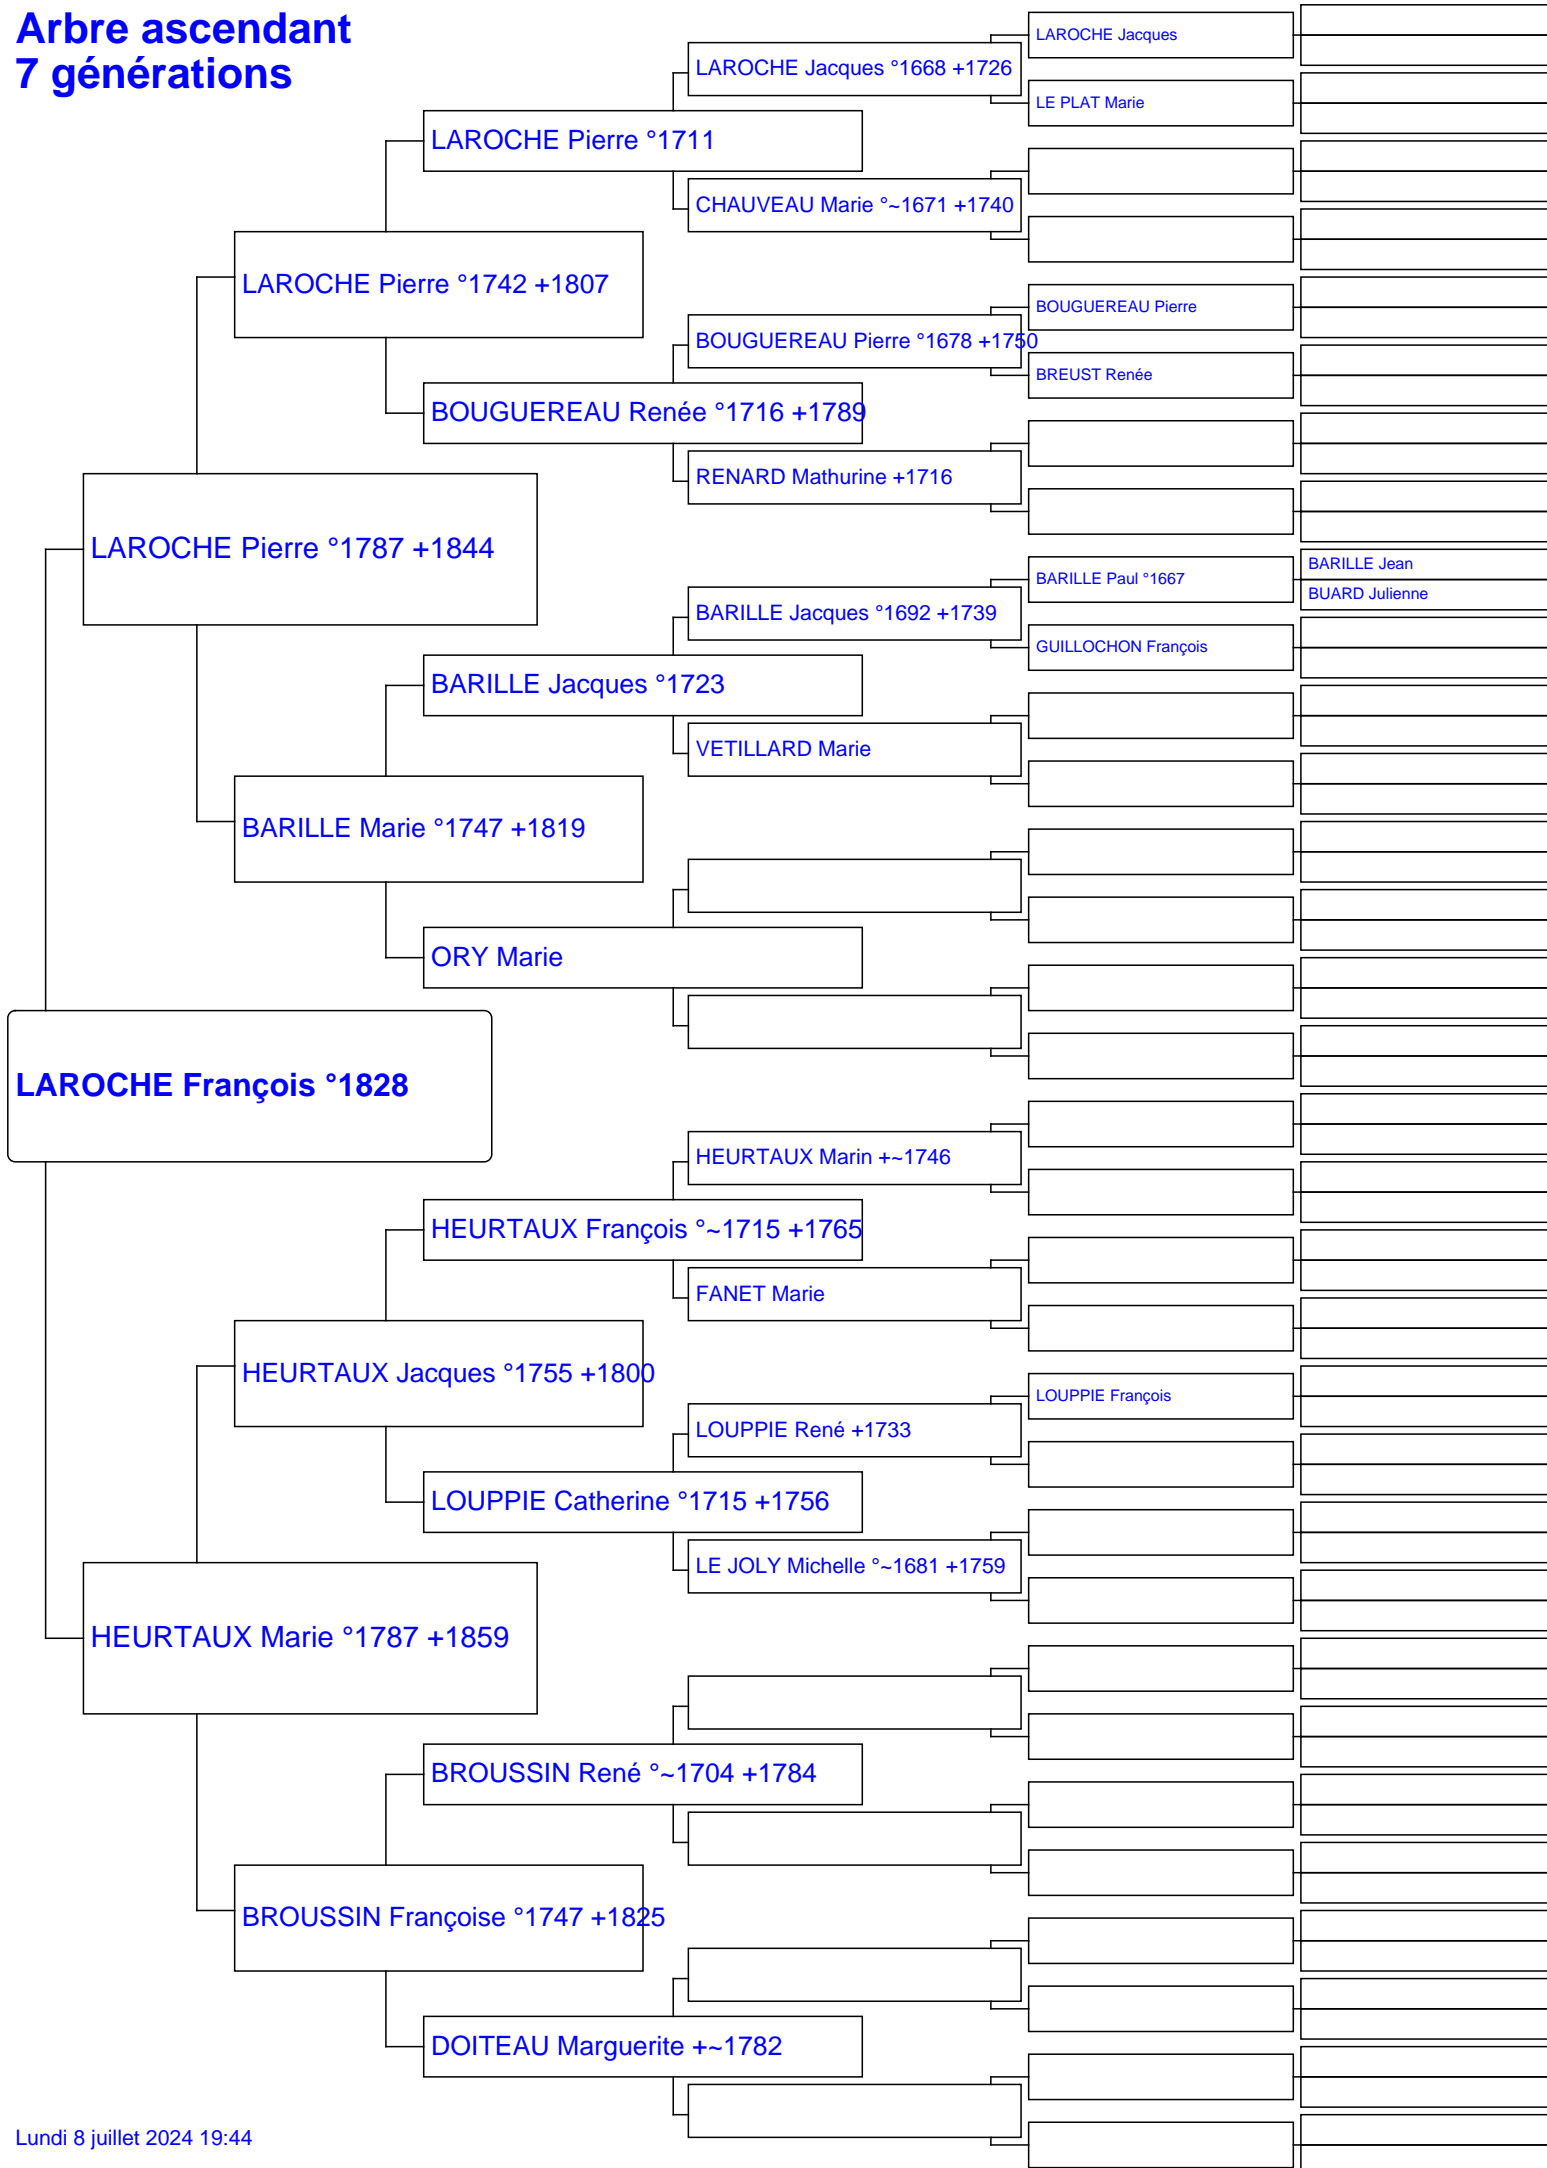 Arbre ascendant
7 générations
LAROCHE Jacques
LAROCHE Jacques °1668 +1726
LE PLAT Marie
LAROCHE Pierre °1711
CHAUVEAU Marie °~1671 +1740
LAROCHE Pierre °1742 +1807
BOUGUEREAU Pierre
BOUGUEREAU Pierre °1678 +1750
BREUST Renée
BOUGUEREAU Renée °1716 +1789
RENARD Mathurine +1716
LAROCHE Pierre °1787 +1844
BARILLE Jean
BARILLE Paul °1667
BUARD Julienne
BARILLE Jacques °1692 +1739
GUILLOCHON François
BARILLE Jacques °1723
VETILLARD Marie
BARILLE Marie °1747 +1819
ORY Marie
LAROCHE François °1828
HEURTAUX Marin +~1746
HEURTAUX François °~1715 +1765
FANET Marie
HEURTAUX Jacques °1755 +1800
LOUPPIE François
LOUPPIE René +1733
LOUPPIE Catherine °1715 +1756
LE JOLY Michelle °~1681 +1759
HEURTAUX Marie °1787 +1859
BROUSSIN René °~1704 +1784
BROUSSIN Françoise °1747 +1825
DOITEAU Marguerite +~1782
Lundi 8 juillet 2024 19:44